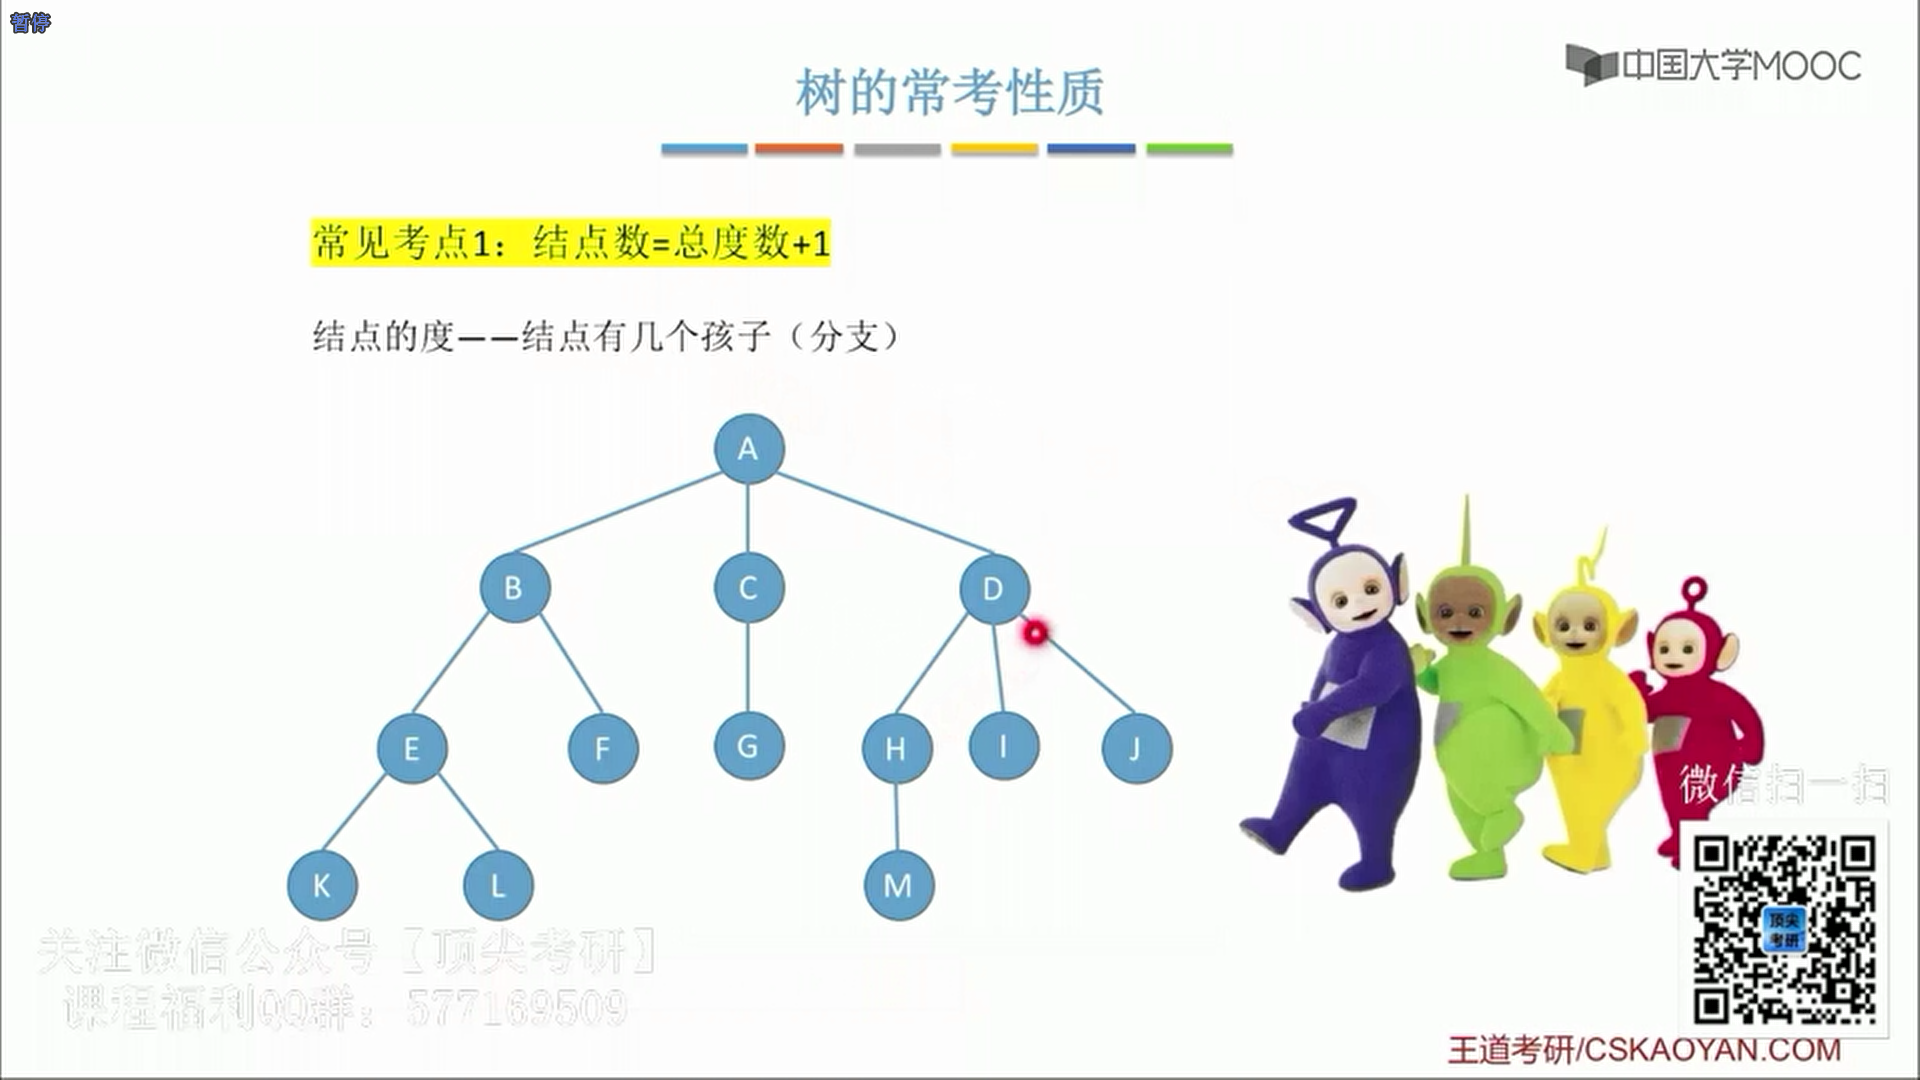 暂停
中国大学MOOC
树的常考性质
常见考点1：结点数=总度数+1
结点的度——结点有几个孩子（分支）
A
B
C
D
E
F
G
H
I
J
K
L
M
微信扫一扫
顶尖
考研
关注微信公众号【顶尖考研】
课程福利QQ群：577169509
王道考研/CSKAOYAN.COM